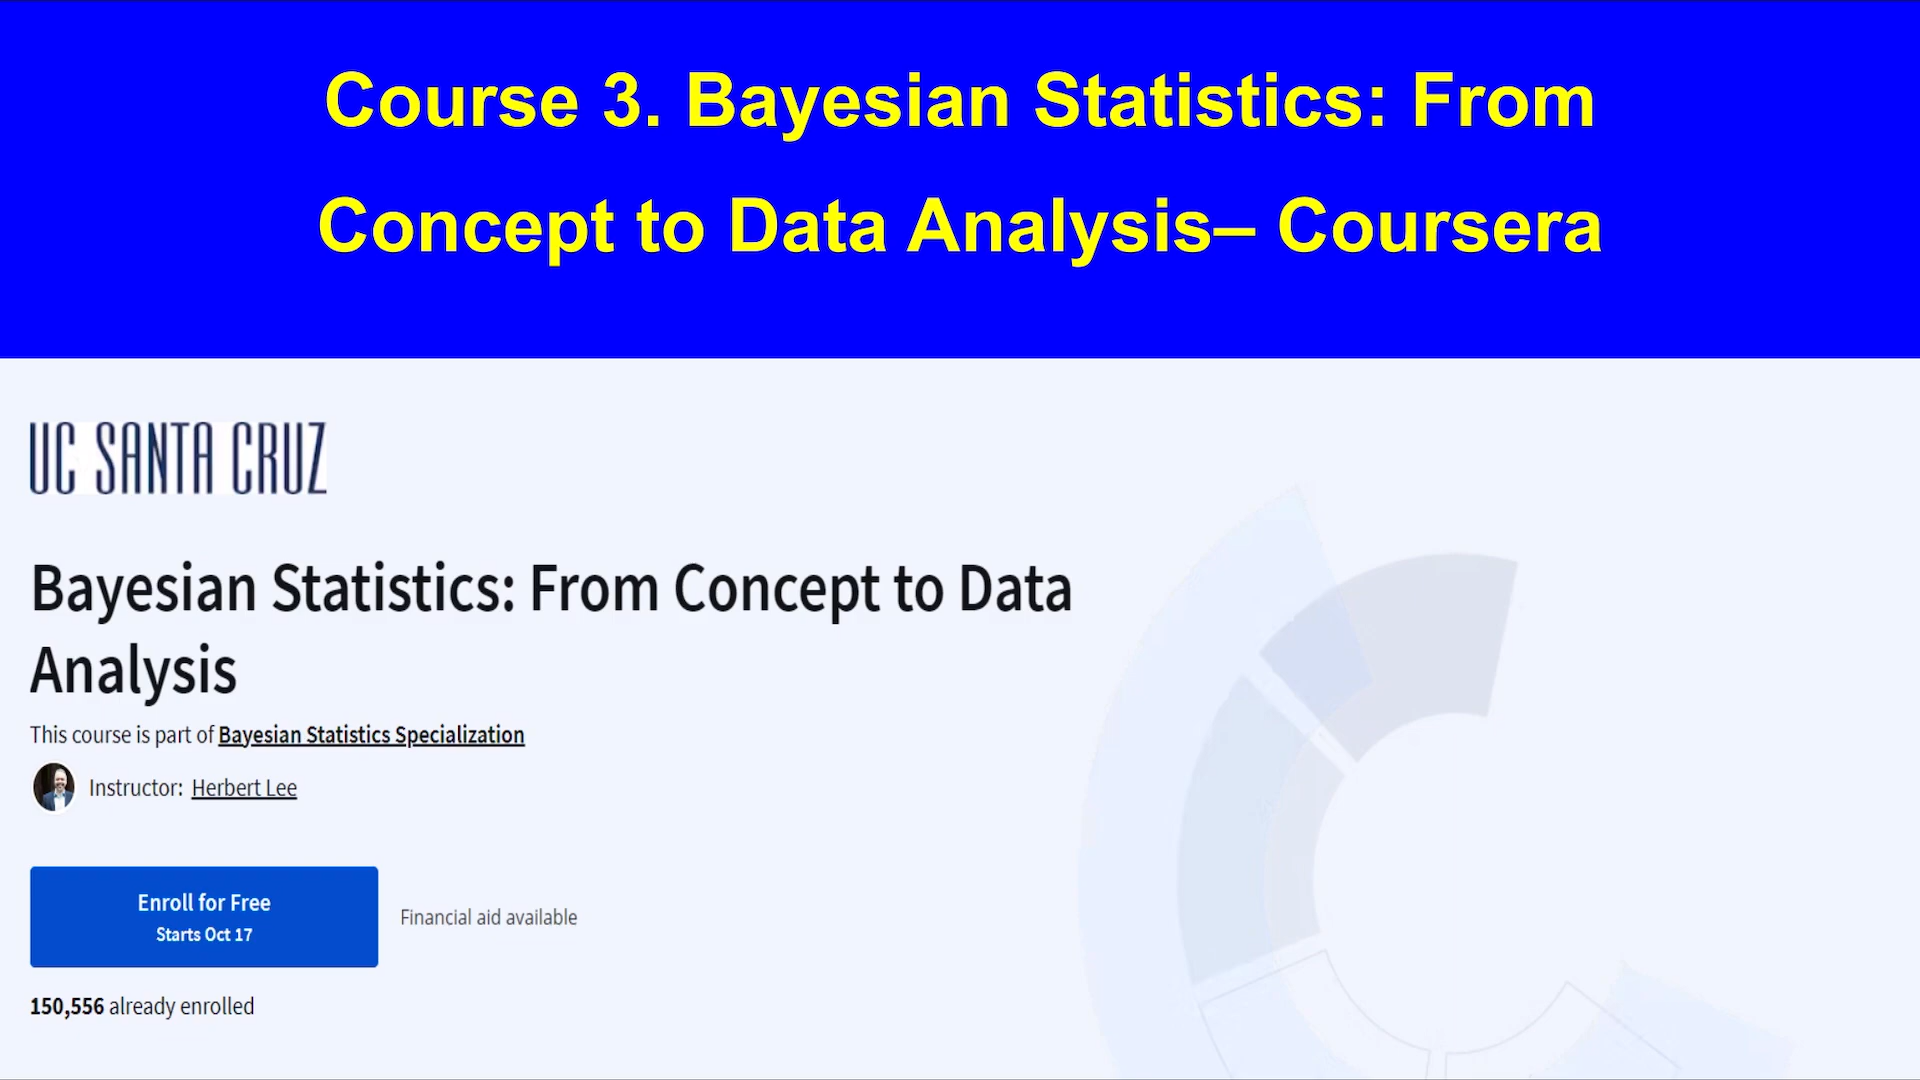 Course 3. Bayesian Statistics: From
Concept to Data Analysis– Coursera
UC SANTA CRUZ
Bayesian Statistics: From Concept to Data
Analysis
This course is part of Bayesian Statistics Specialization
Instructor: Herbert Lee
Enroll for Free
Starts Oct 17
Financial aid available
150,556 already enrolled